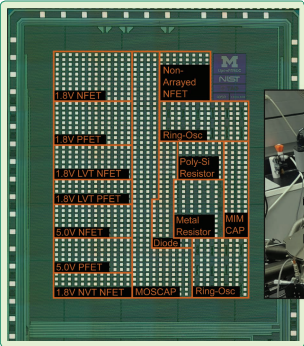 M
NIST
Non-
Arrayed
NFET
1.8V NFET
1.8V PFET
Ring-Osc
Poly-Si
Resistor
1.8V LVT NFET
1.8V LVT PFET
5.0V NFET
Metal
Resistor
MIM
CAP
Diode
5.0V PFET
1.8V NVT NFET
MOSCAP
Ring-Osc